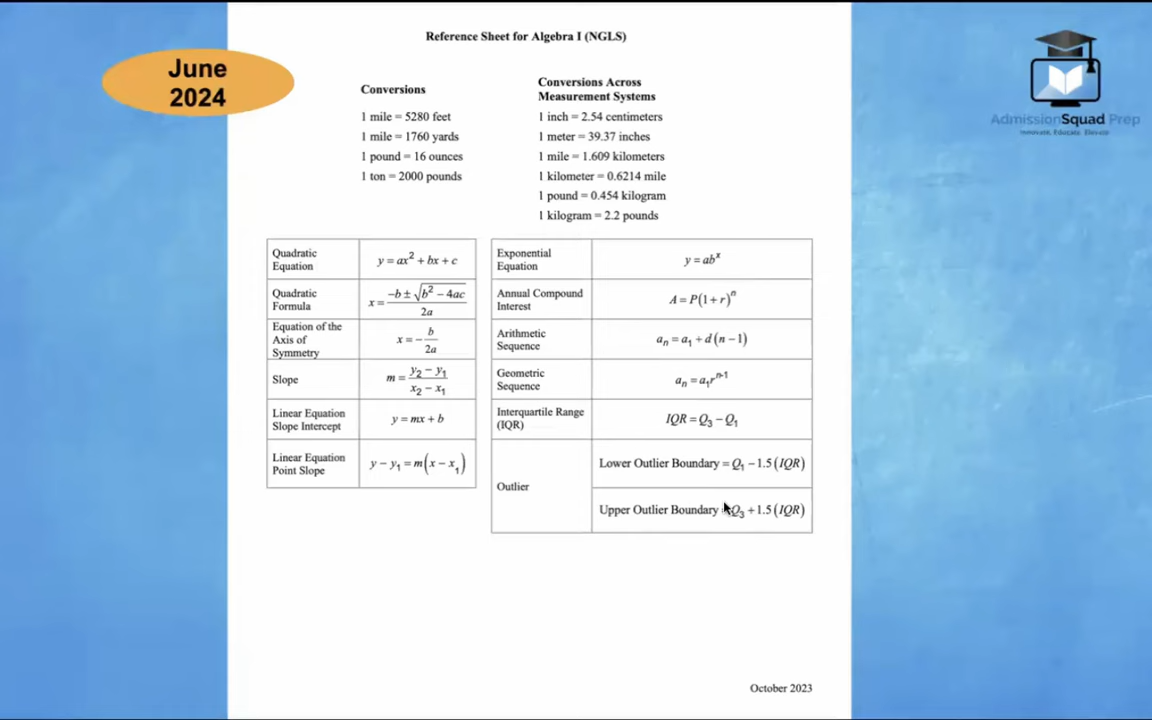 June
2024
AdmissionSquad Prep
Reference Sheet for Algebra I (NGLS)
Conversions
1 mile = 5280 feet
1 mile = 1760 yards
1 pound = 16 ounces
1 ton = 2000 pounds
Conversions Across
Measurement Systems
1 inch = 2.54 centimeters
1 meter = 39.37 inches
1 mile = 1.609 kilometers
1 kilometer = 0.6214 mile
1 pound = 0.454 kilogram
1 kilogram = 2.2 pounds
Quadratic
Equation
y = ax² + bx + c
Quadratic
Formula
x = (−b ± √(b² − 4ac)) / 2a
Equation of the
Axis of
Symmetry
x = −b/2a
Slope
m = (y₂ − y₁) / (x₂ − x₁)
Linear Equation
Slope Intercept
y = mx + b
Linear Equation
Point Slope
y − y₁ = m(x − x₁)
Exponential
Equation
y = abˣ
Annual Compound
Interest
A = P(1 + r)ⁿ
Arithmetic
Sequence
aₙ = a₁ + d(n − 1)
Geometric
Sequence
aₙ = a₁rⁿ⁻¹
Interquartile Range
(IQR)
IQR = Q₃ − Q₁
Outlier
Lower Outlier Boundary = Q₁ − 1.5(IQR)
Upper Outlier Boundary = Q₃ + 1.5(IQR)
October 2023